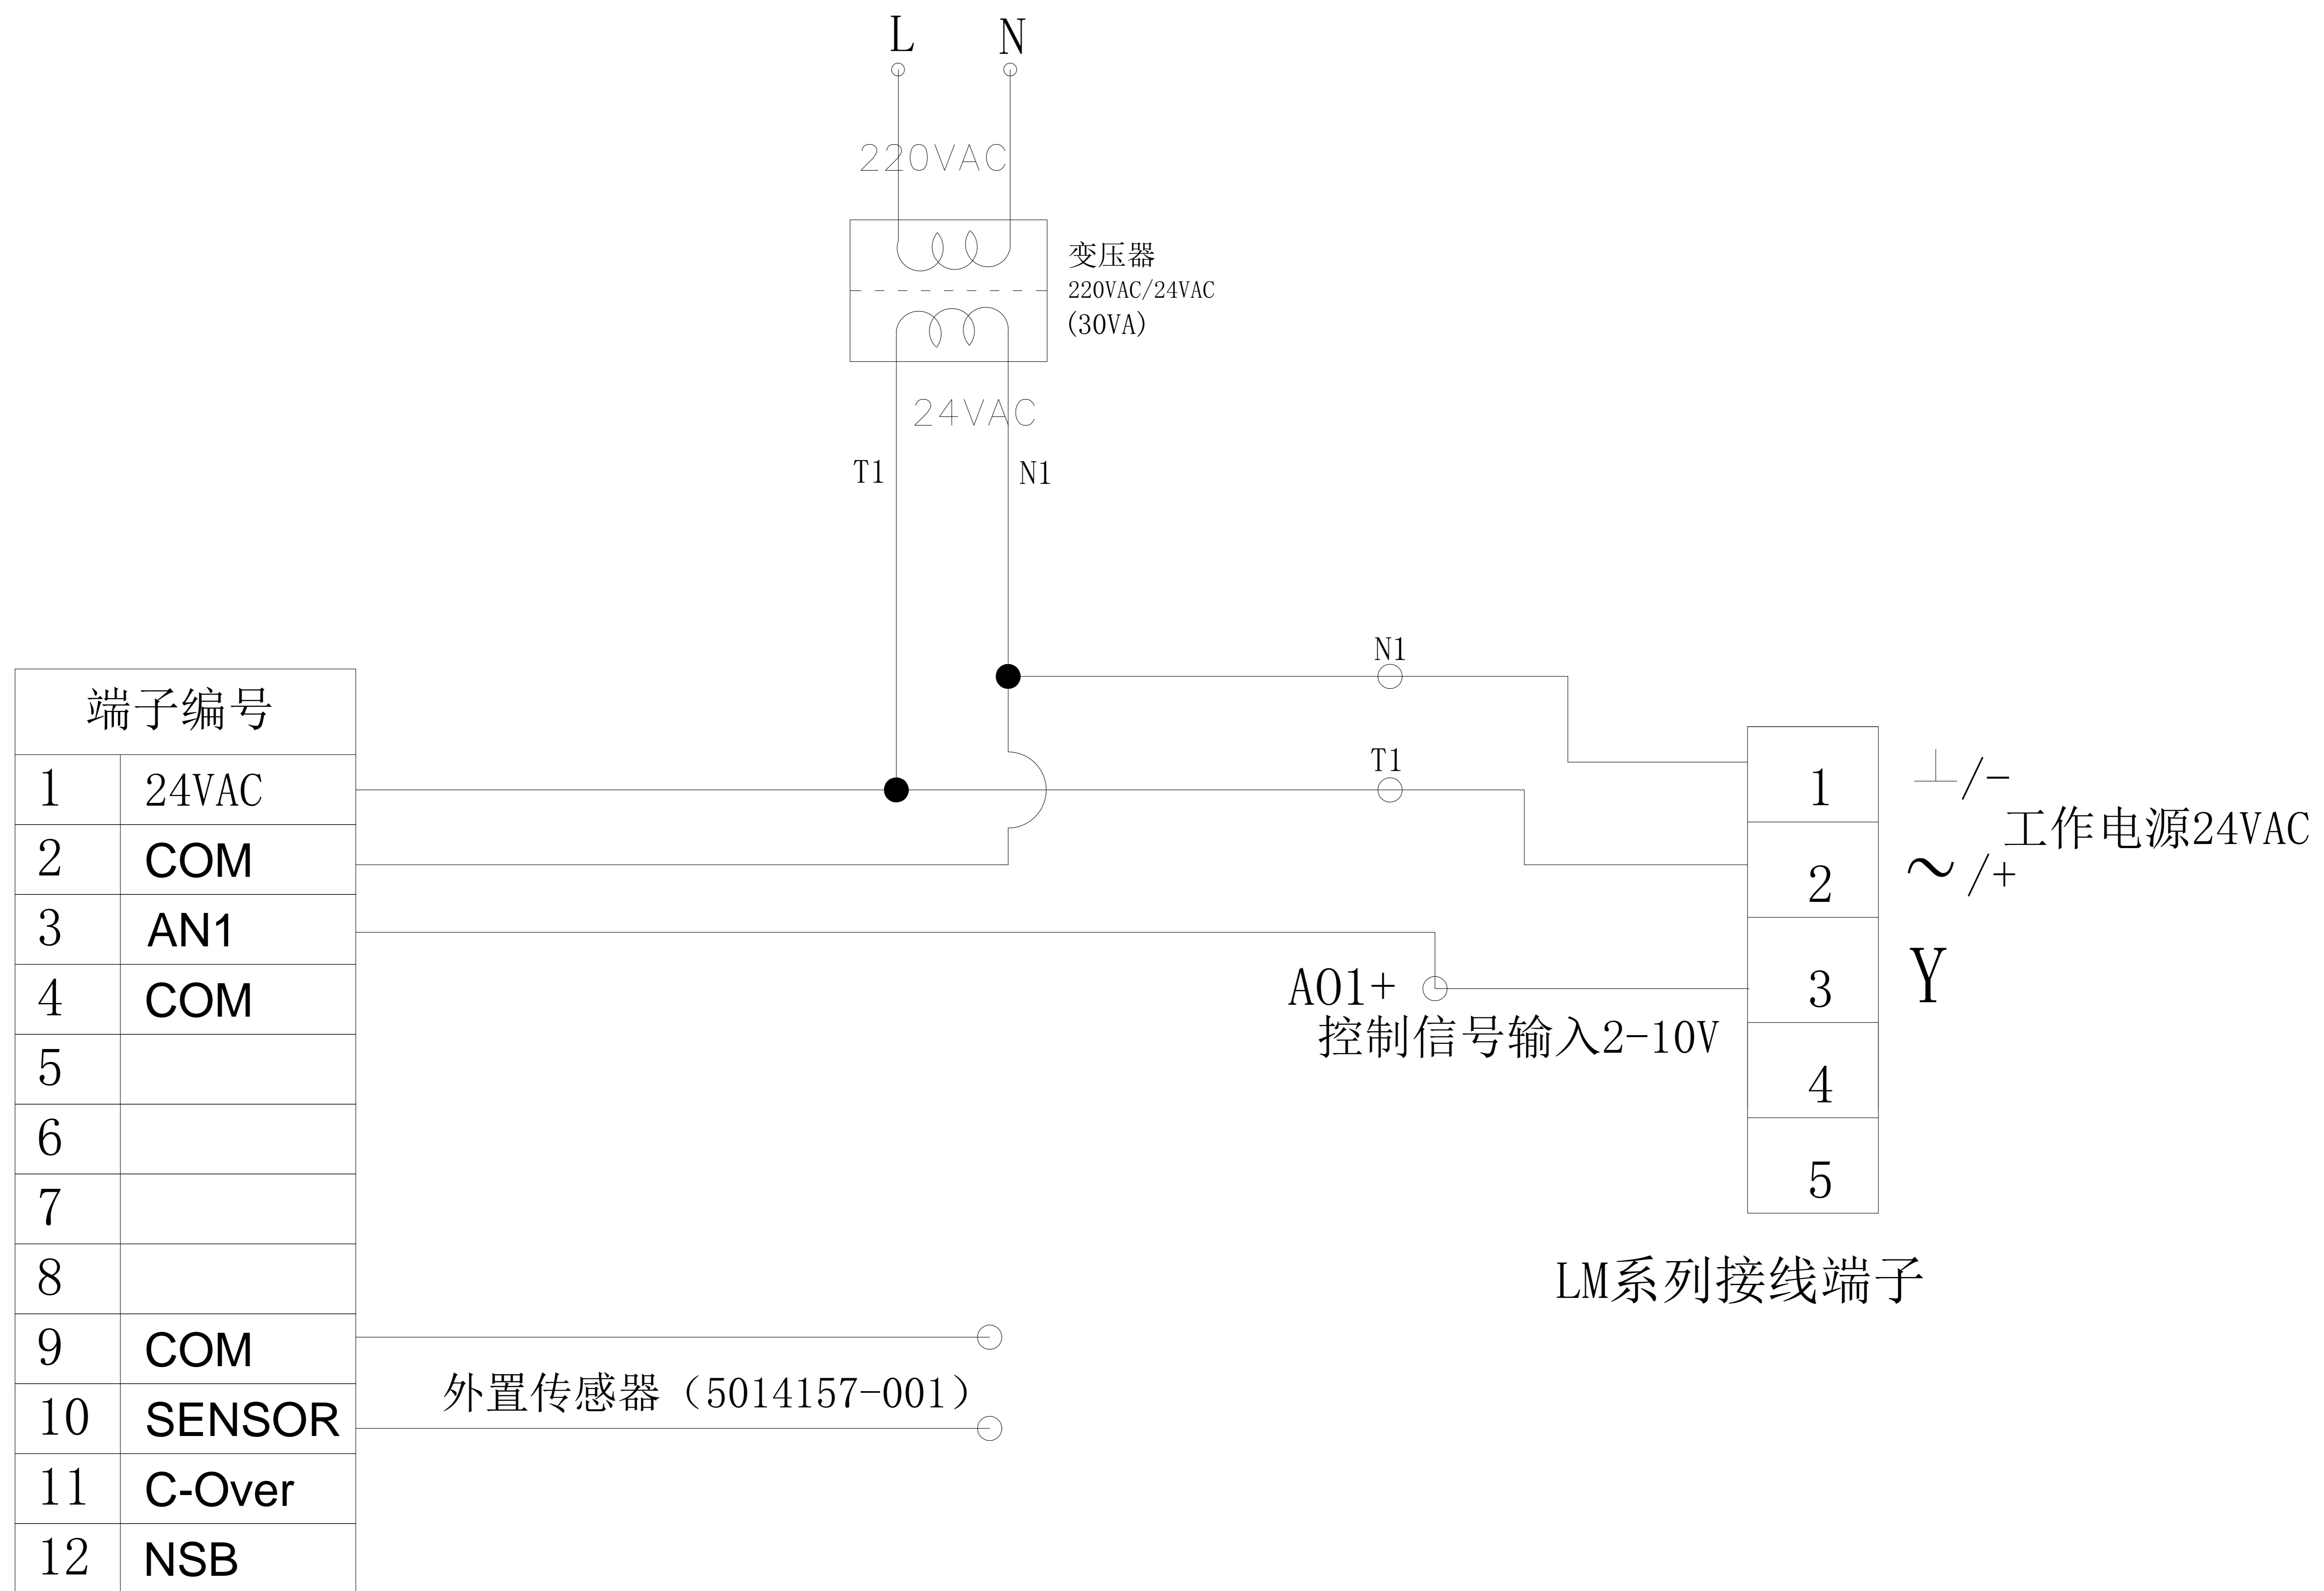 L N
220VAC
变压器
220VAC/24VAC
(30VA)
24VAC
T1 N1
N1
T1
端子编号
1 24VAC
2 COM
3 AN1
4 COM
5
6
7
8
9 COM
10 SENSOR
11 C-Over
12 NSB
外置传感器（5014157-001）
AO1+
控制信号输入2-10V
1 ⊥/-
工作电源24VAC
2 ~/+
3 Y
4
5
LM系列接线端子